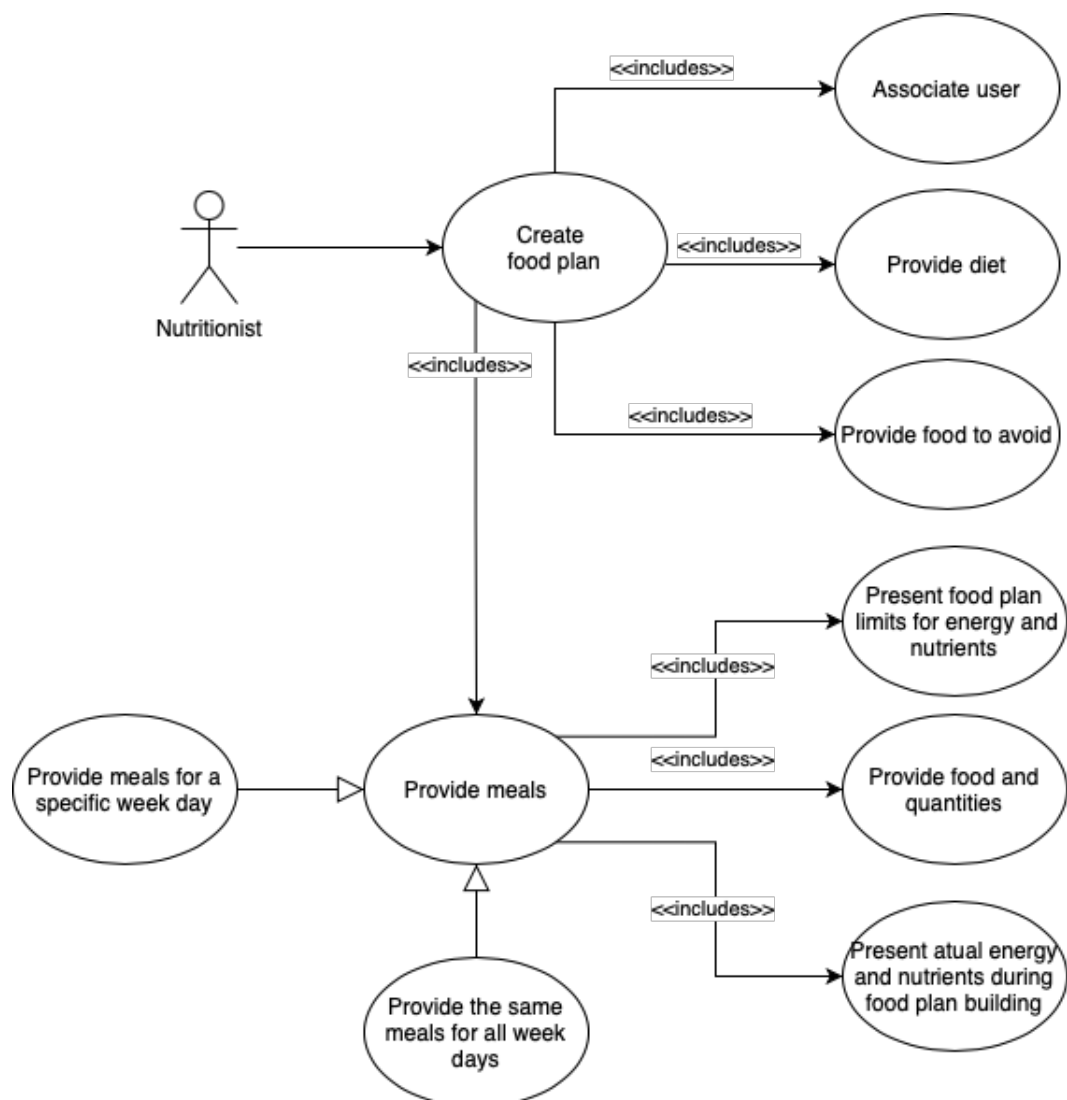 <<includes>>
Associate user
Create
food plan
<<includes>>
Provide diet
Nutritionist
<<includes>>
<<includes>>
Provide food to avoid
Present food plan
limits for energy and
nutrients
<<includes>>
Provide meals for a
specific week day
Provide meals
<<includes>>
Provide food and
quantities
<<includes>>
Present atual energy
and nutrients during
food plan building
Provide the same
meals for all week
days